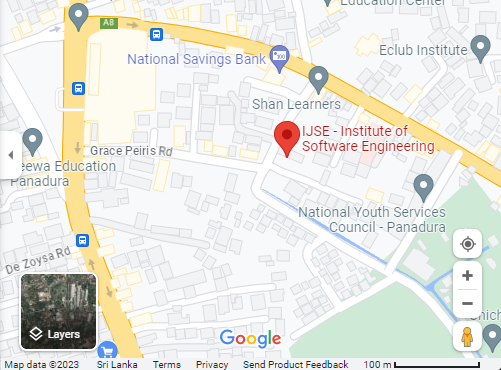 Education Center
A8
National Savings Bank
Eclub Institute
Shan Learners
IJSE - Institute of
Software Engineering
Grace Peiris Rd
eewa Education
Panadura
National Youth Services
Council - Panadura
De Zoysa Rd
Layers
Google
hich
Map data ©2023 Sri Lanka Terms Privacy Send Product Feedback 100 m